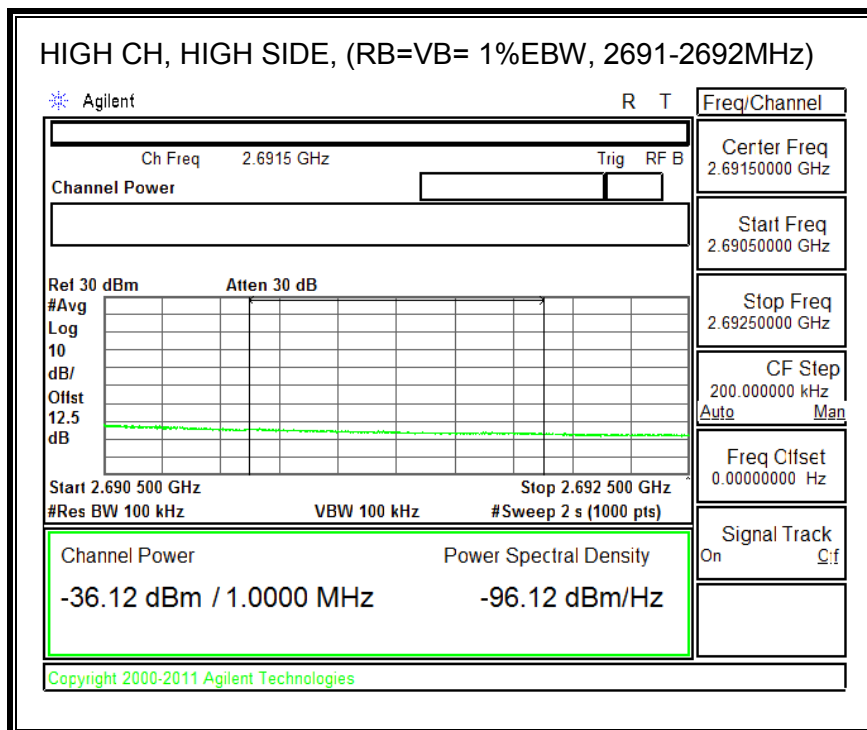 HIGH CH, HIGH SIDE, (RB=VB= 1%EBW, 2691-2692MHz)
Agilent R T
Freq/Channel
Ch Freq 2.6915 GHz Trig RF B
Channel Power
Center Freq
2.69150000 GHz
Start Freq
2.69050000 GHz
Stop Freq
2.69250000 GHz
CF Step
200.000000 kHz
Auto Man
Freq Offset
0.00000000 Hz
Signal Track
On Off
Ref 30 dBm Atten 30 dB
#Avg
Log
10
dB/
Offst
12.5
dB
Start 2.690 500 GHz Stop 2.692 500 GHz
#Res BW 100 kHz VBW 100 kHz #Sweep 2 s (1000 pts)
Channel Power Power Spectral Density
-36.12 dBm / 1.0000 MHz -96.12 dBm/Hz
Copyright 2000-2011 Agilent Technologies